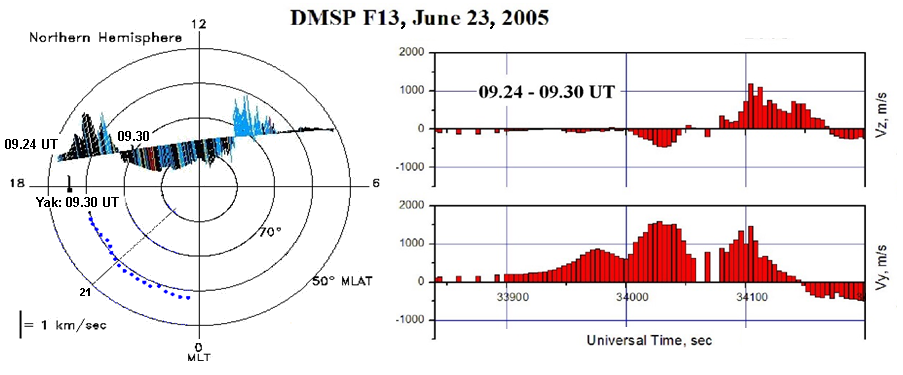 DMSP F13, June 23, 2005
Northern Hemisphere
12
09.24 UT
09.30
18
6
Yak: 09.30 UT
70°
50° MLAT
21
= 1 km/sec
0
MLT
2000
1000
0
-1000
09.24 - 09.30 UT
Vz, m/s
2000
1000
0
-1000
33900
34000
34100
Vy, m/s
Universal Time, sec